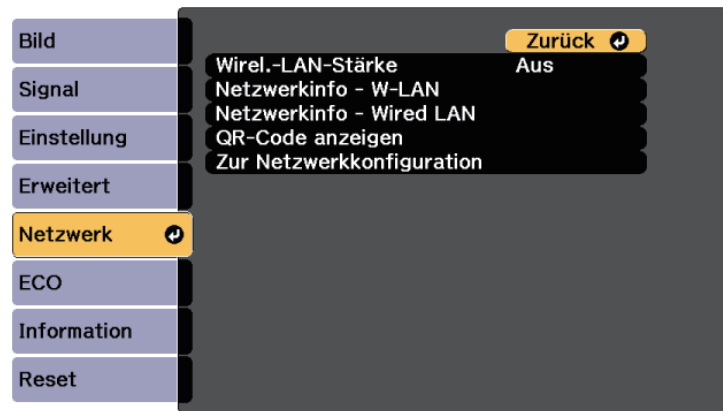 Bild
Signal
Einstellung
Erweitert
Netzwerk
ECO
Information
Reset
Zurück
Wirel.-LAN-Stärke Aus
Netzwerkinfo - W-LAN
Netzwerkinfo - Wired LAN
QR-Code anzeigen
Zur Netzwerkkonfiguration